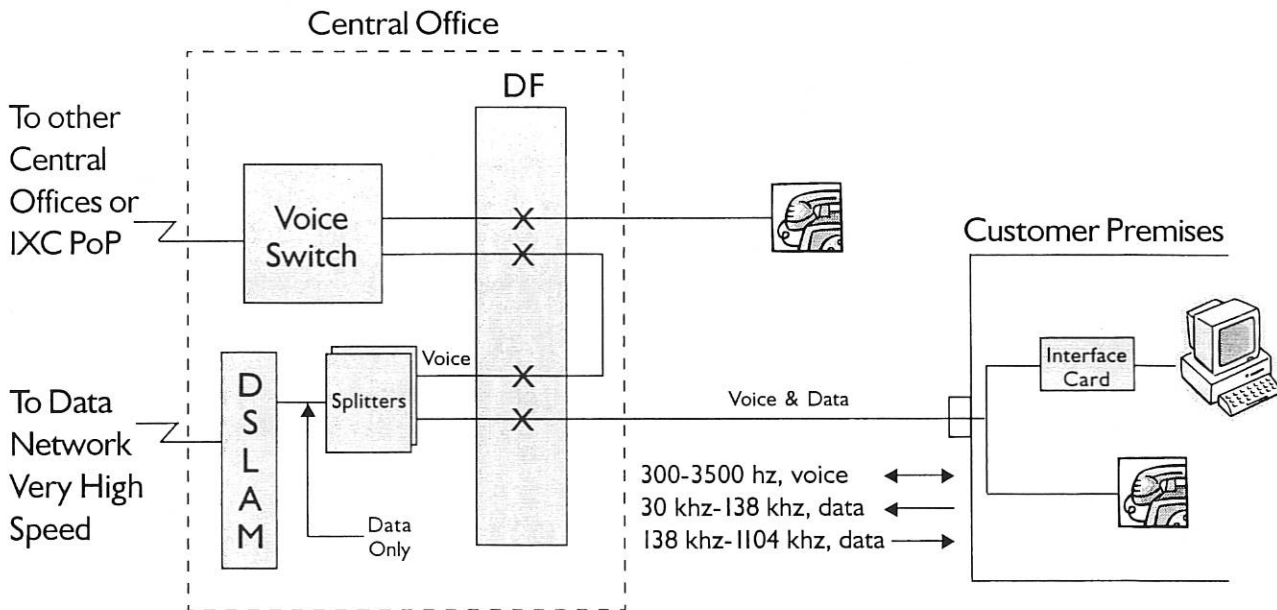 Central Office
DF
To other
Central
Offices or
IXC PoP
Voice
Switch
Customer Premises
Interface
Card
To Data
Network
Very High
Speed
D
S
L
A
M
Splitters
Voice
Data
Only
X
X
X
X
Voice & Data
300-3500 hz, voice
30 khz-138 khz, data
138 khz-1104 khz, data